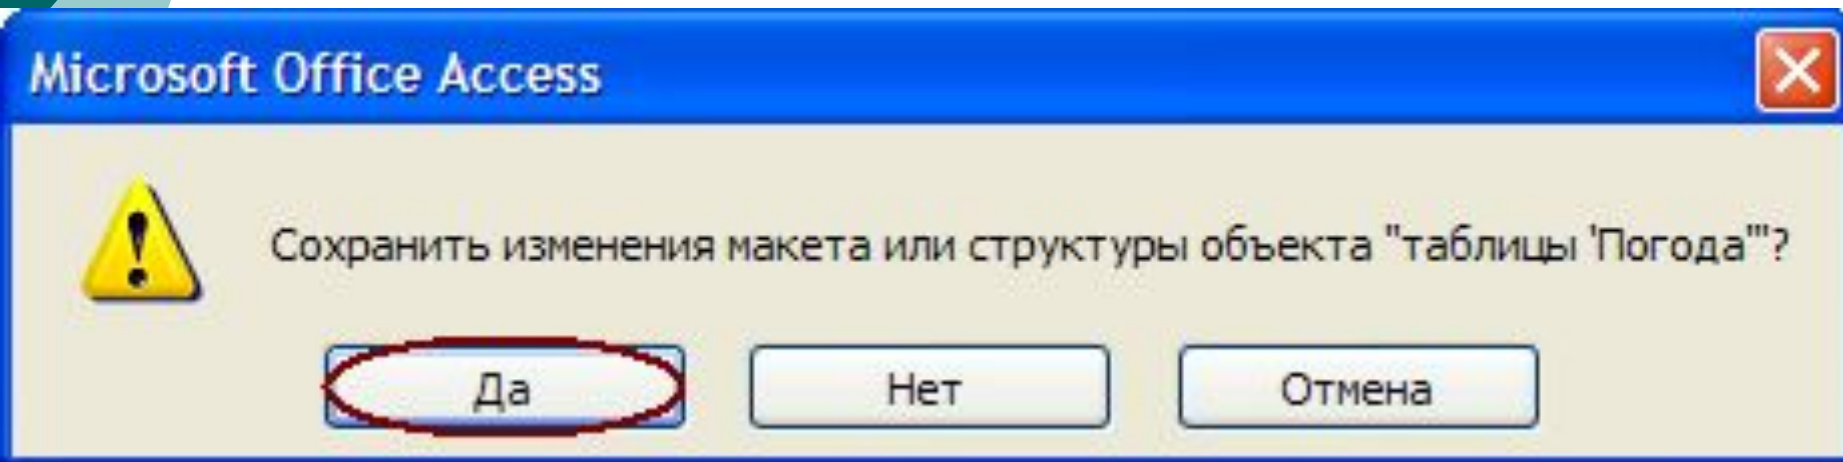 Microsoft Office Access
Сохранить изменения макета или структуры объекта "таблицы 'Погода'"?
Да
Нет
Отмена